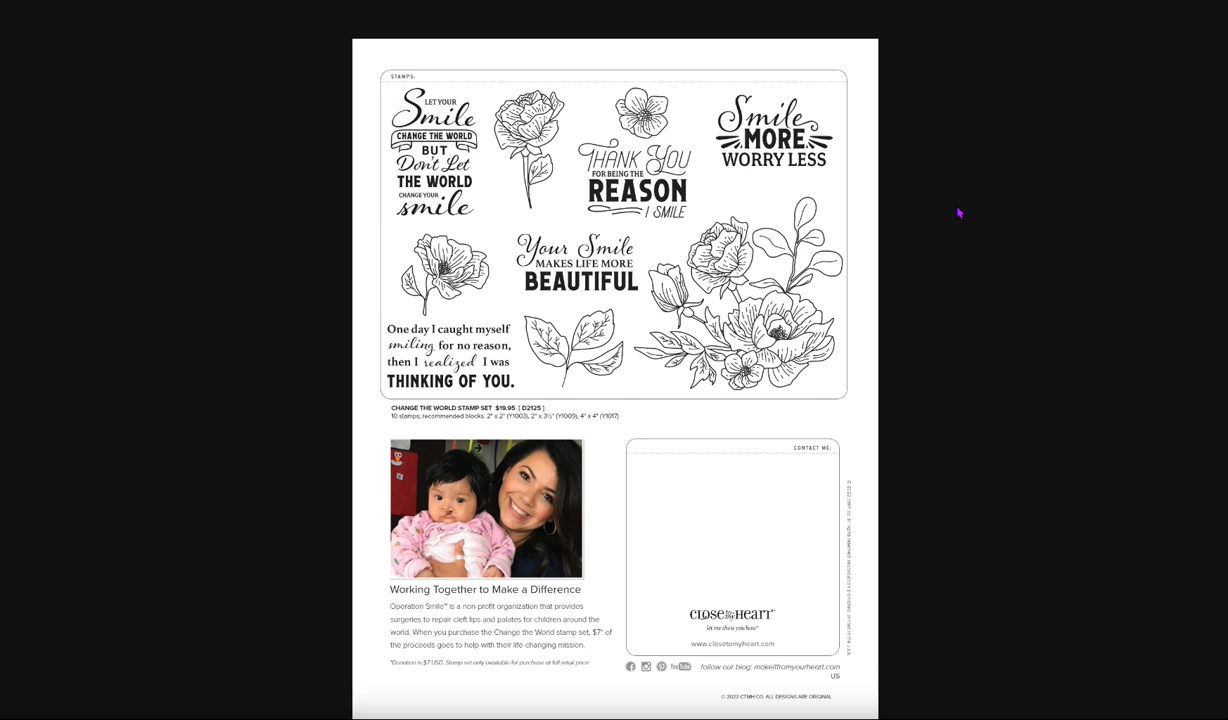 STAMPS:
LET YOUR
Smile
CHANGE THE WORLD
BUT
Don't Let
THE WORLD
CHANGE YOUR
smile
THANK YOU
FOR BEING THE
REASON
I SMILE
Smile
MORE
WORRY LESS
Your Smile
MAKES LIFE MORE
BEAUTIFUL
One day I caught myself
smiling for no reason,
then I realized I was
THINKING OF YOU.
CHANGE THE WORLD STAMP SET $19.95 [ D2125 ]
10 stamps; recommended blocks: 2" x 2" (Y1003), 2" x 3½" (Y1009), 4" x 4" (Y1017)
Working Together to Make a Difference
Operation Smile™ is a non-profit organization that provides
surgeries to repair cleft lips and palates for children around the
world. When you purchase the Change the World stamp set, $7* of
the proceeds goes to help with their life-changing mission.
*Donation is $7 USD. Stamp set only available for purchase at full retail price
CONTACT ME:
CLOSE to my HEART™
let me show you how®
www.closetomyheart.com
YouTube
follow our blog: makeitfromyourheart.com
US
© 2022 CTMH CO. ALL DESIGNS ARE ORIGINAL